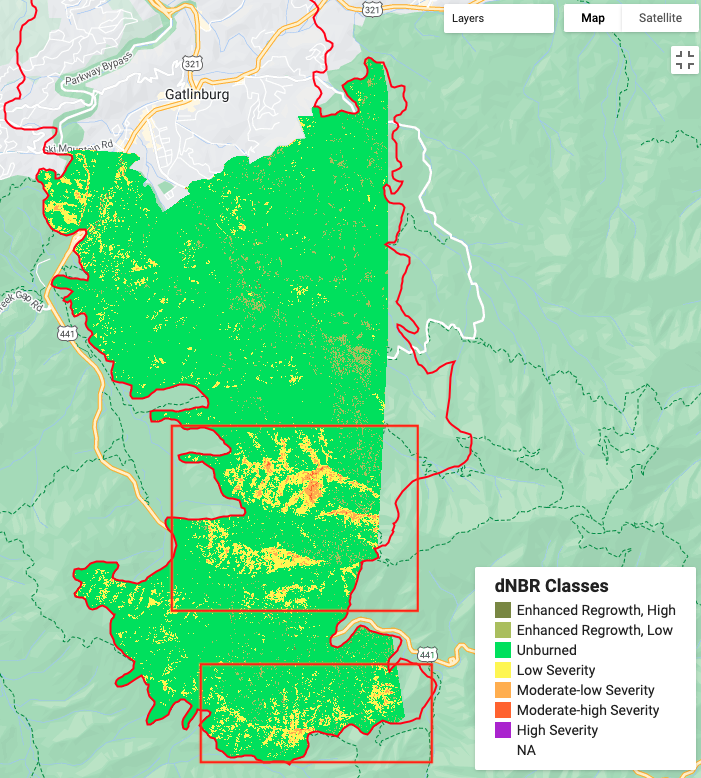 321
Layers
Map
Satellite
Parkway Bypass
321
Gatlinburg
Ski Mountain Rd
reek Gap Rd
441
441
dNBR Classes
Enhanced Regrowth, High
Enhanced Regrowth, Low
Unburned
Low Severity
Moderate-low Severity
Moderate-high Severity
High Severity
NA